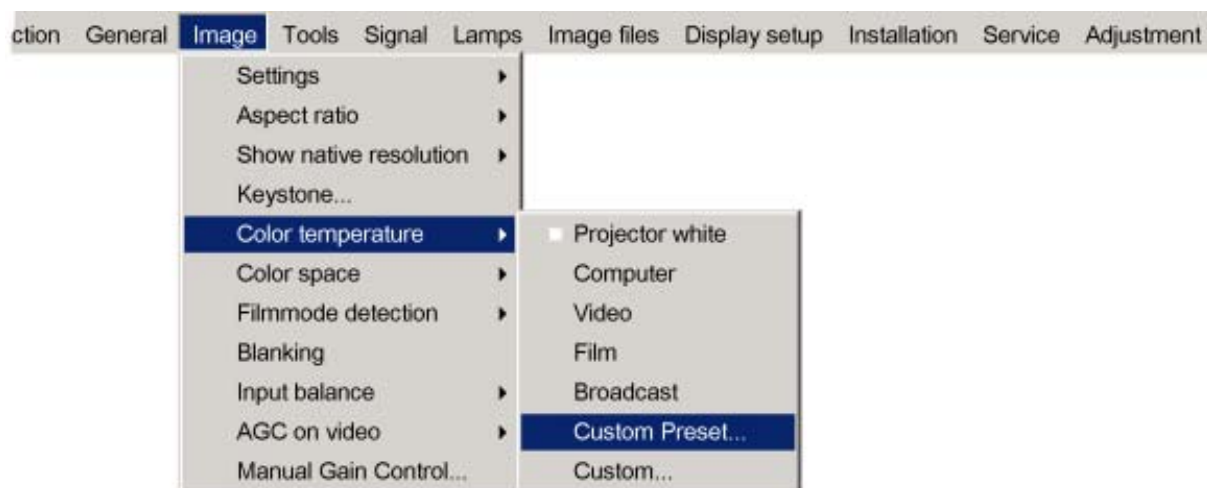 ction General Image Tools Signal Lamps Image files Display setup Installation Service Adjustment
Settings
Aspect ratio
Show native resolution
Keystone...
Color temperature
Color space
Filmmode detection
Blanking
Input balance
AGC on video
Manual Gain Control...
Projector white
Computer
Video
Film
Broadcast
Custom Preset...
Custom...